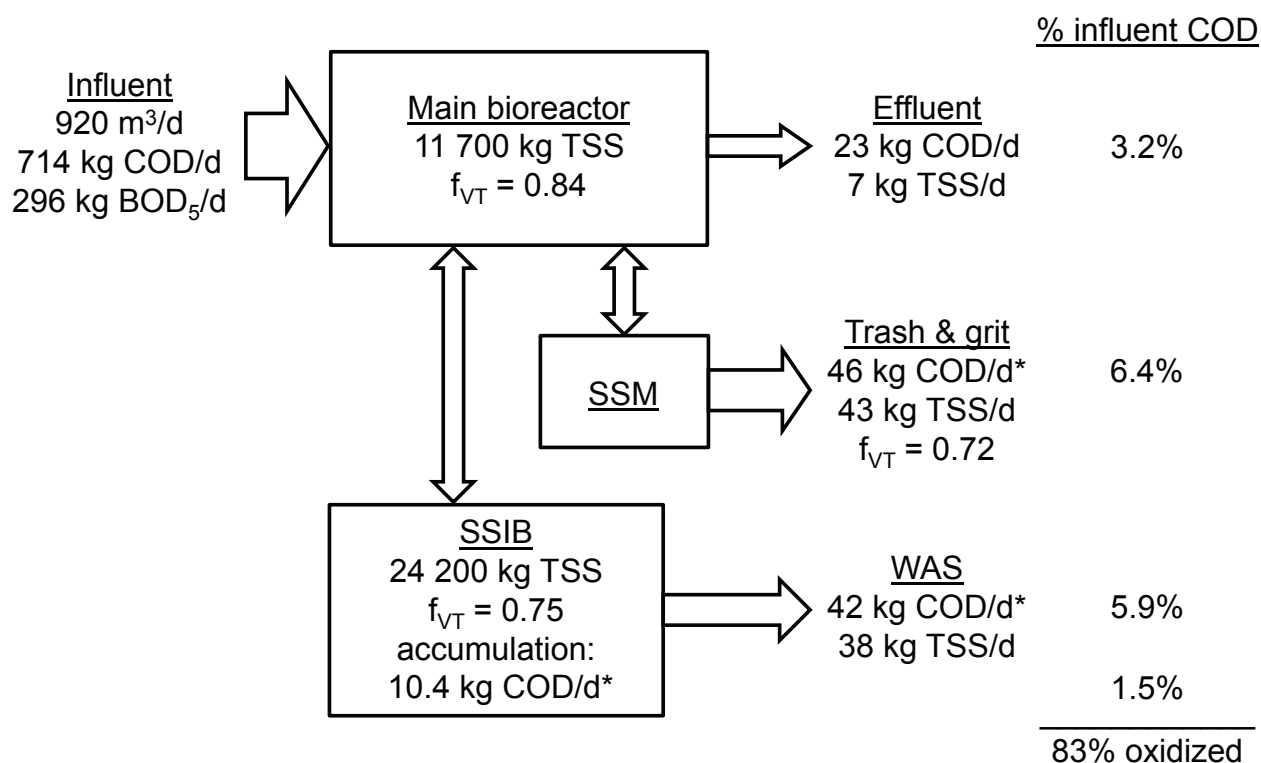 % influent COD
Influent
920 m³/d
714 kg COD/d
296 kg BOD₅/d
Main bioreactor
11 700 kg TSS
f_VT = 0.84
Effluent
23 kg COD/d
7 kg TSS/d
3.2%
SSM
Trash & grit
46 kg COD/d*
43 kg TSS/d
f_VT = 0.72
6.4%
SSIB
24 200 kg TSS
f_VT = 0.75
accumulation:
10.4 kg COD/d*
WAS
42 kg COD/d*
38 kg TSS/d
5.9%
1.5%
83% oxidized